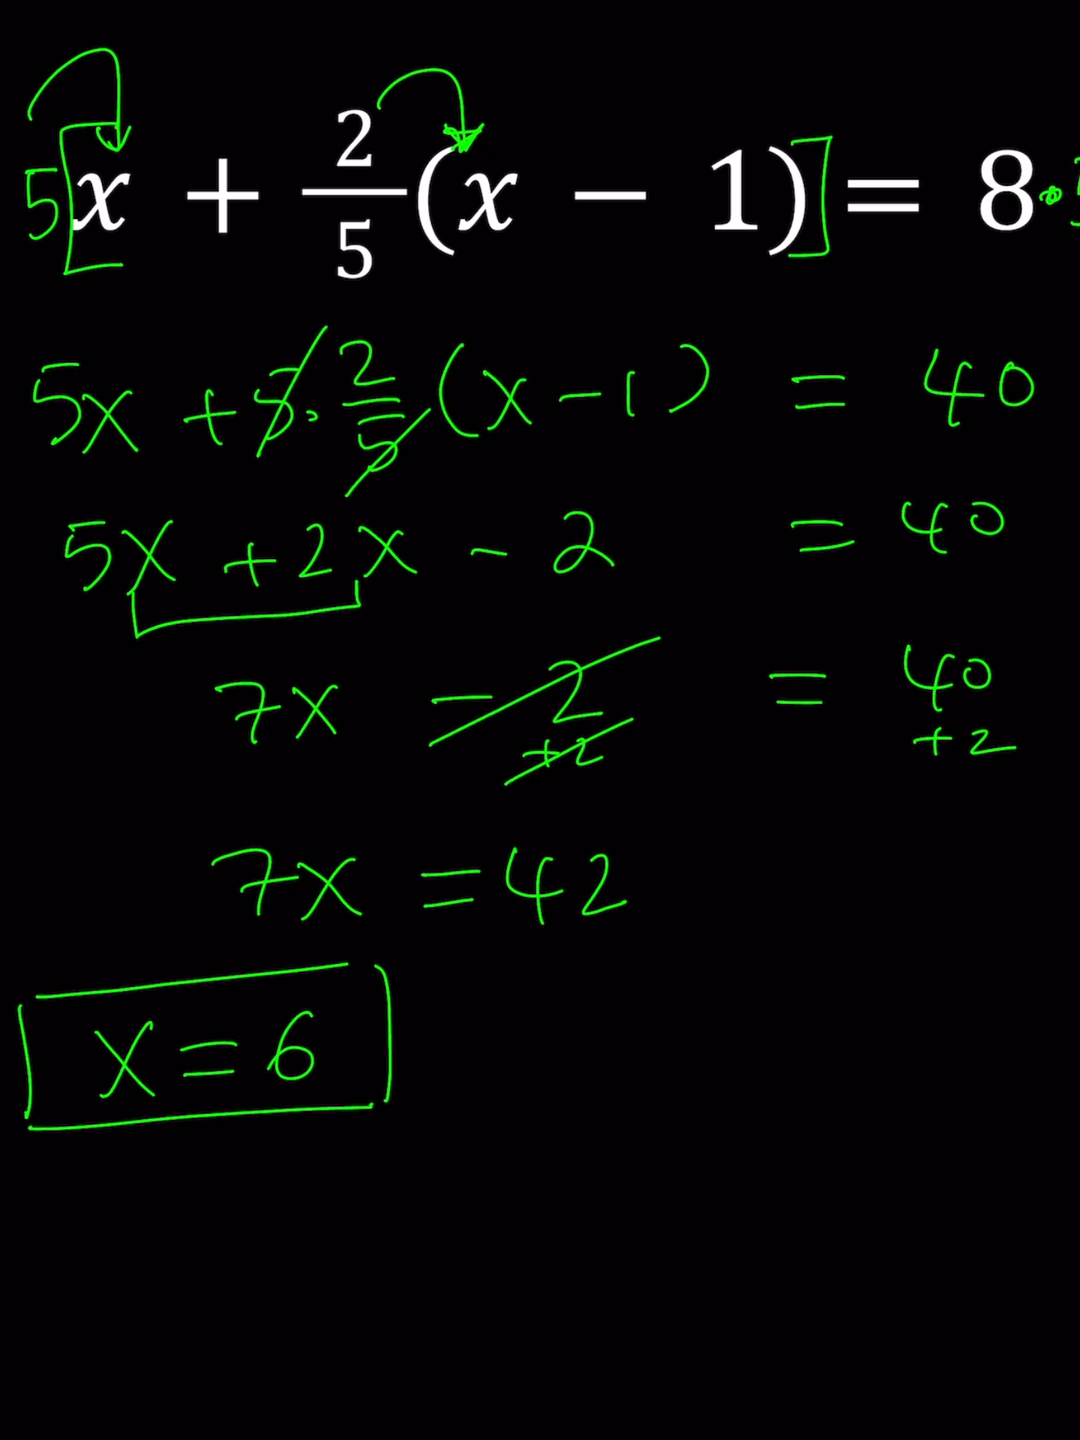 5[x + 2/5 (x − 1)] = 8 ·
5x + 5 · 2/5 (x − 1) = 40
5x + 2x − 2 = 40
7x − 2 = 40
+2 +2
7x = 42
x = 6